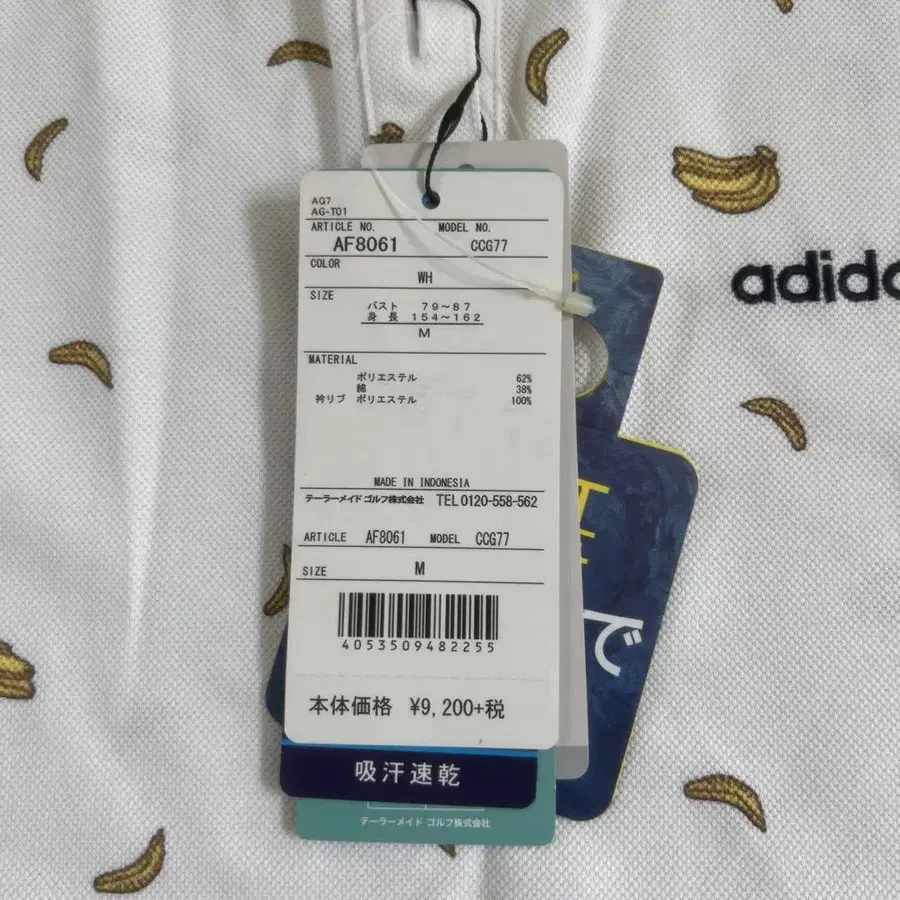 AG7
AG-T01
ARTICLE NO. MODEL NO.
AF8061 CCG77
COLOR
WH
SIZE
バスト 79~87
身長 154~162
M
MATERIAL
ポリエステル 62%
綿 38%
衿リブ ポリエステル 100%
MADE IN INDONESIA
テーラーメイド ゴルフ株式会社 TEL0120-558-562
ARTICLE AF8061 MODEL CCG77
SIZE M
4053509482255
本体価格 ¥9,200+税
吸汗速乾
テーラーメイド ゴルフ株式会社
で
adida